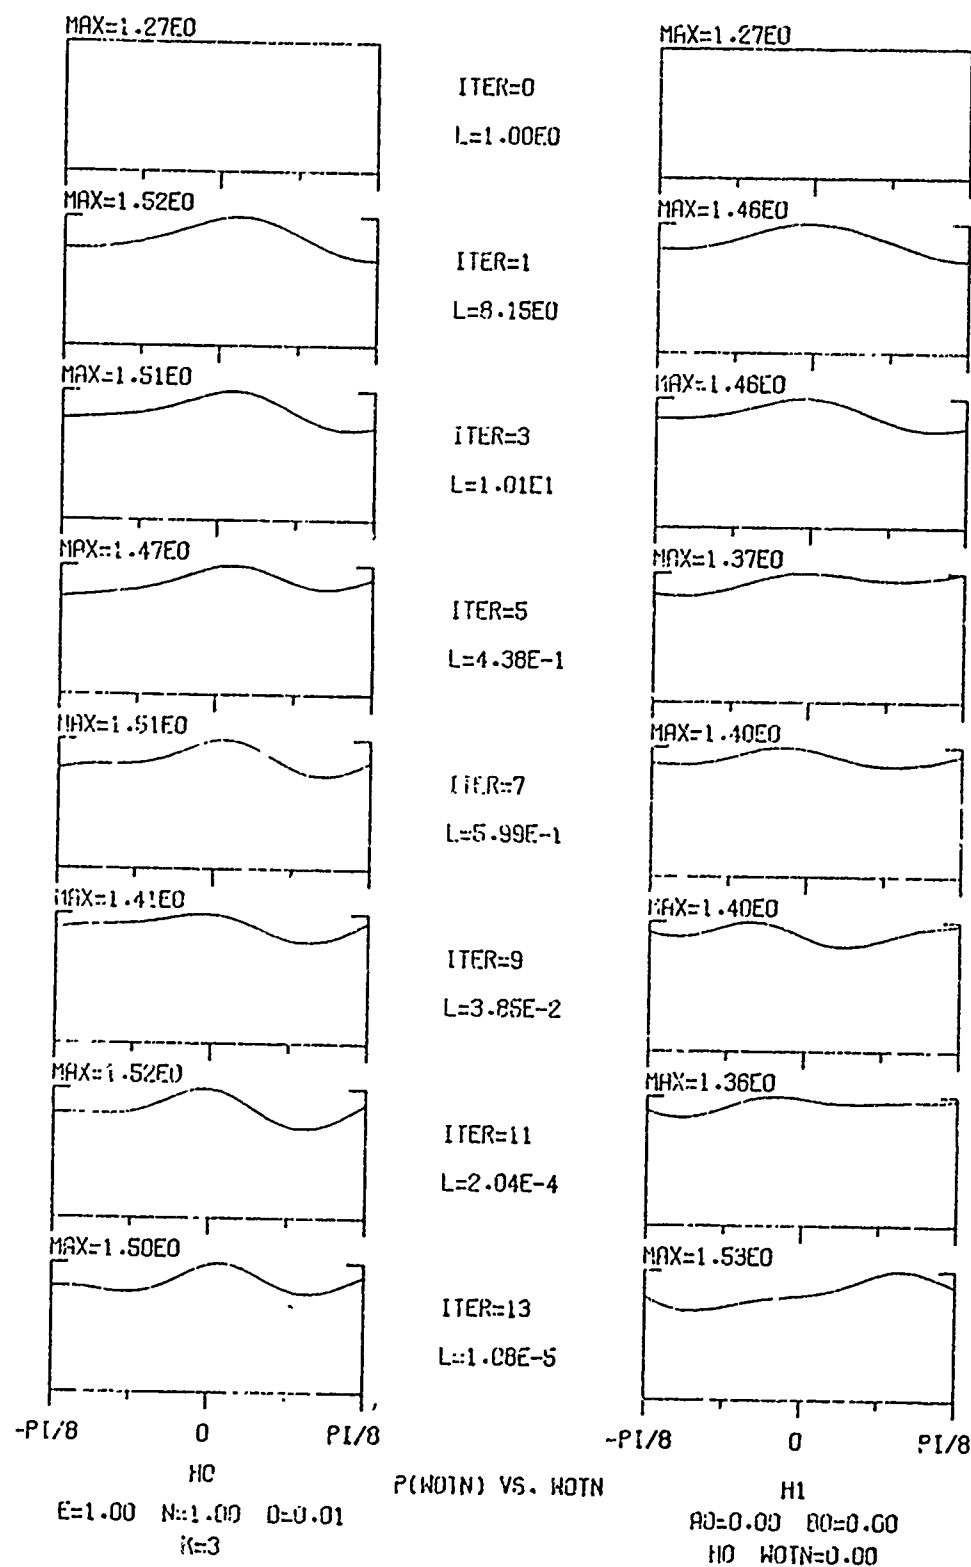 MAX=1.27E0 MAX=1.27E0
ITER=0
L=1.00E0
MAX=1.52E0 MAX=1.46E0
ITER=1
L=8.15E0
MAX=1.51E0 MAX=1.46E0
ITER=3
L=1.01E1
MAX=1.47E0 MAX=1.37E0
ITER=5
L=4.38E-1
MAX=1.51E0 MAX=1.40E0
ITER=7
L=5.99E-1
MAX=1.41E0 MAX=1.40E0
ITER=9
L=3.85E-2
MAX=1.52E0 MAX=1.36E0
ITER=11
L=2.04E-4
MAX=1.50E0 MAX=1.53E0
ITER=13
L=1.08E-5
-PI/8 0 PI/8 -PI/8 0 PI/8
H0 P(WOTN) VS. WOTN H1
E=1.00 N=1.00 D=0.01 A0=0.00 B0=0.00
K=3 H0 WOTN=0.00